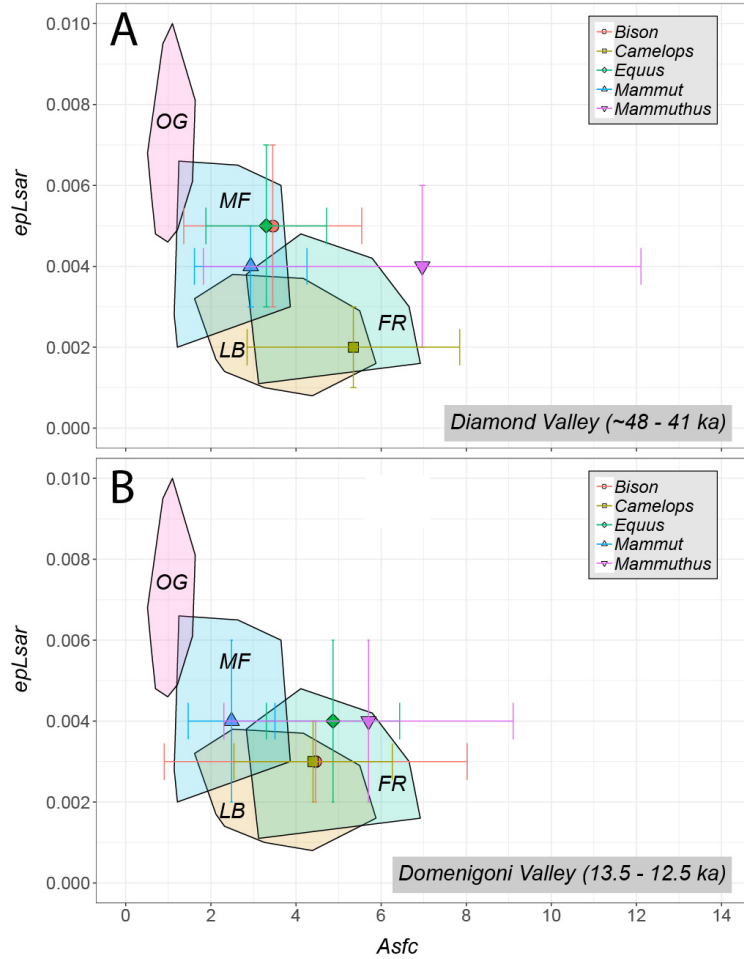 A
Bison
Camelops
Equus
Mammut
Mammuthus
OG
MF
FR
LB
Diamond Valley (~48 - 41 ka)
epLsar
0.010
0.008
0.006
0.004
0.002
0.000
B
Bison
Camelops
Equus
Mammut
Mammuthus
OG
MF
FR
LB
Domenigoni Valley (13.5 - 12.5 ka)
epLsar
0.010
0.008
0.006
0.004
0.002
0.000
0 2 4 6 8 10 12 14
Asfc